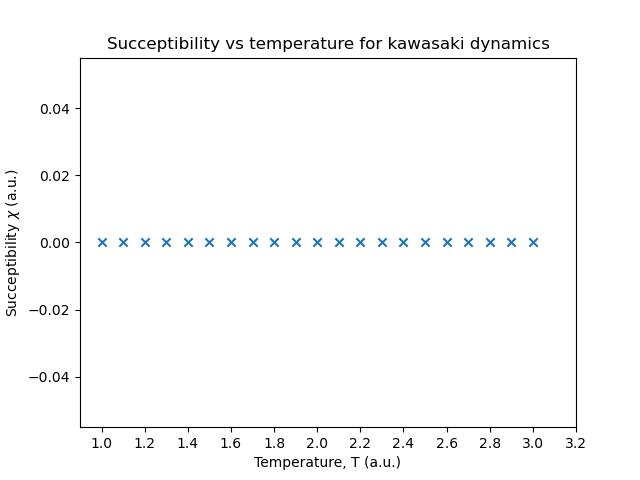 Succeptibility vs temperature for kawasaki dynamics
0.04
0.02
0.00
−0.02
−0.04
Succeptibility χ (a.u.)
1.0 1.2 1.4 1.6 1.8 2.0 2.2 2.4 2.6 2.8 3.0 3.2
Temperature, T (a.u.)